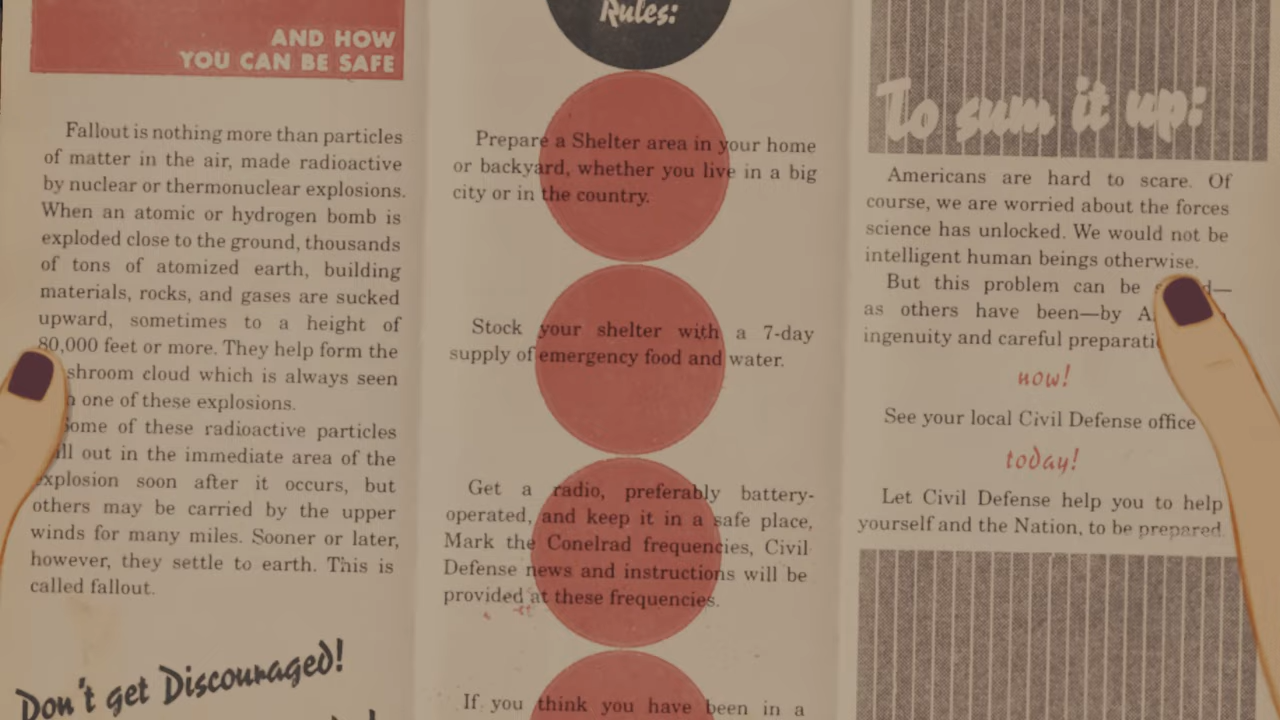 AND HOW
YOU CAN BE SAFE
Fallout is nothing more than particles
of matter in the air, made radioactive
by nuclear or thermonuclear explosions.
When an atomic or hydrogen bomb is
exploded close to the ground, thousands
of tons of atomized earth, building
materials, rocks, and gases are sucked
upward, sometimes to a height of
80,000 feet or more. They help form the
shroom cloud which is always seen
one of these explosions.
Some of these radioactive particles
out in the immediate area of the
explosion soon after it occurs, but
others may be carried by the upper
winds for many miles. Sooner or later,
however, they settle to earth. This is
called fallout.
Don't get Discouraged!
Rules:
Prepare a Shelter area in your home
or backyard, whether you live in a big
city or in the country.
Stock your shelter with a 7-day
supply of emergency food and water.
Get a radio, preferably battery-
operated, and keep it in a safe place,
Mark the Conelrad frequencies, Civil
Defense news and instructions will be
provided at these frequencies.
If you think you have been in a
To sum it up:
Americans are hard to scare. Of
course, we are worried about the forces
science has unlocked. We would not be
intelligent human beings otherwise.
But this problem can be
as others have been—by
ingenuity and careful preparati
now!
See your local Civil Defense office
today!
Let Civil Defense help you to help
yourself and the Nation, to be prepared.